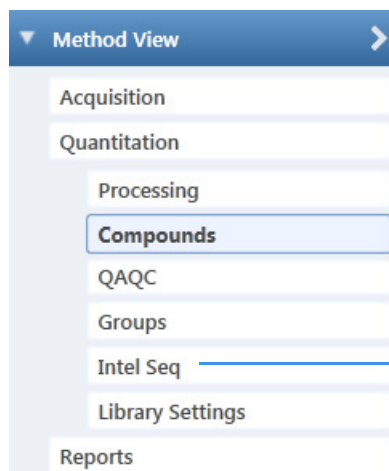 Method View
Acquisition
Quantitation
Processing
Compounds
QAQC
Groups
Intel Seq
Library Settings
Reports